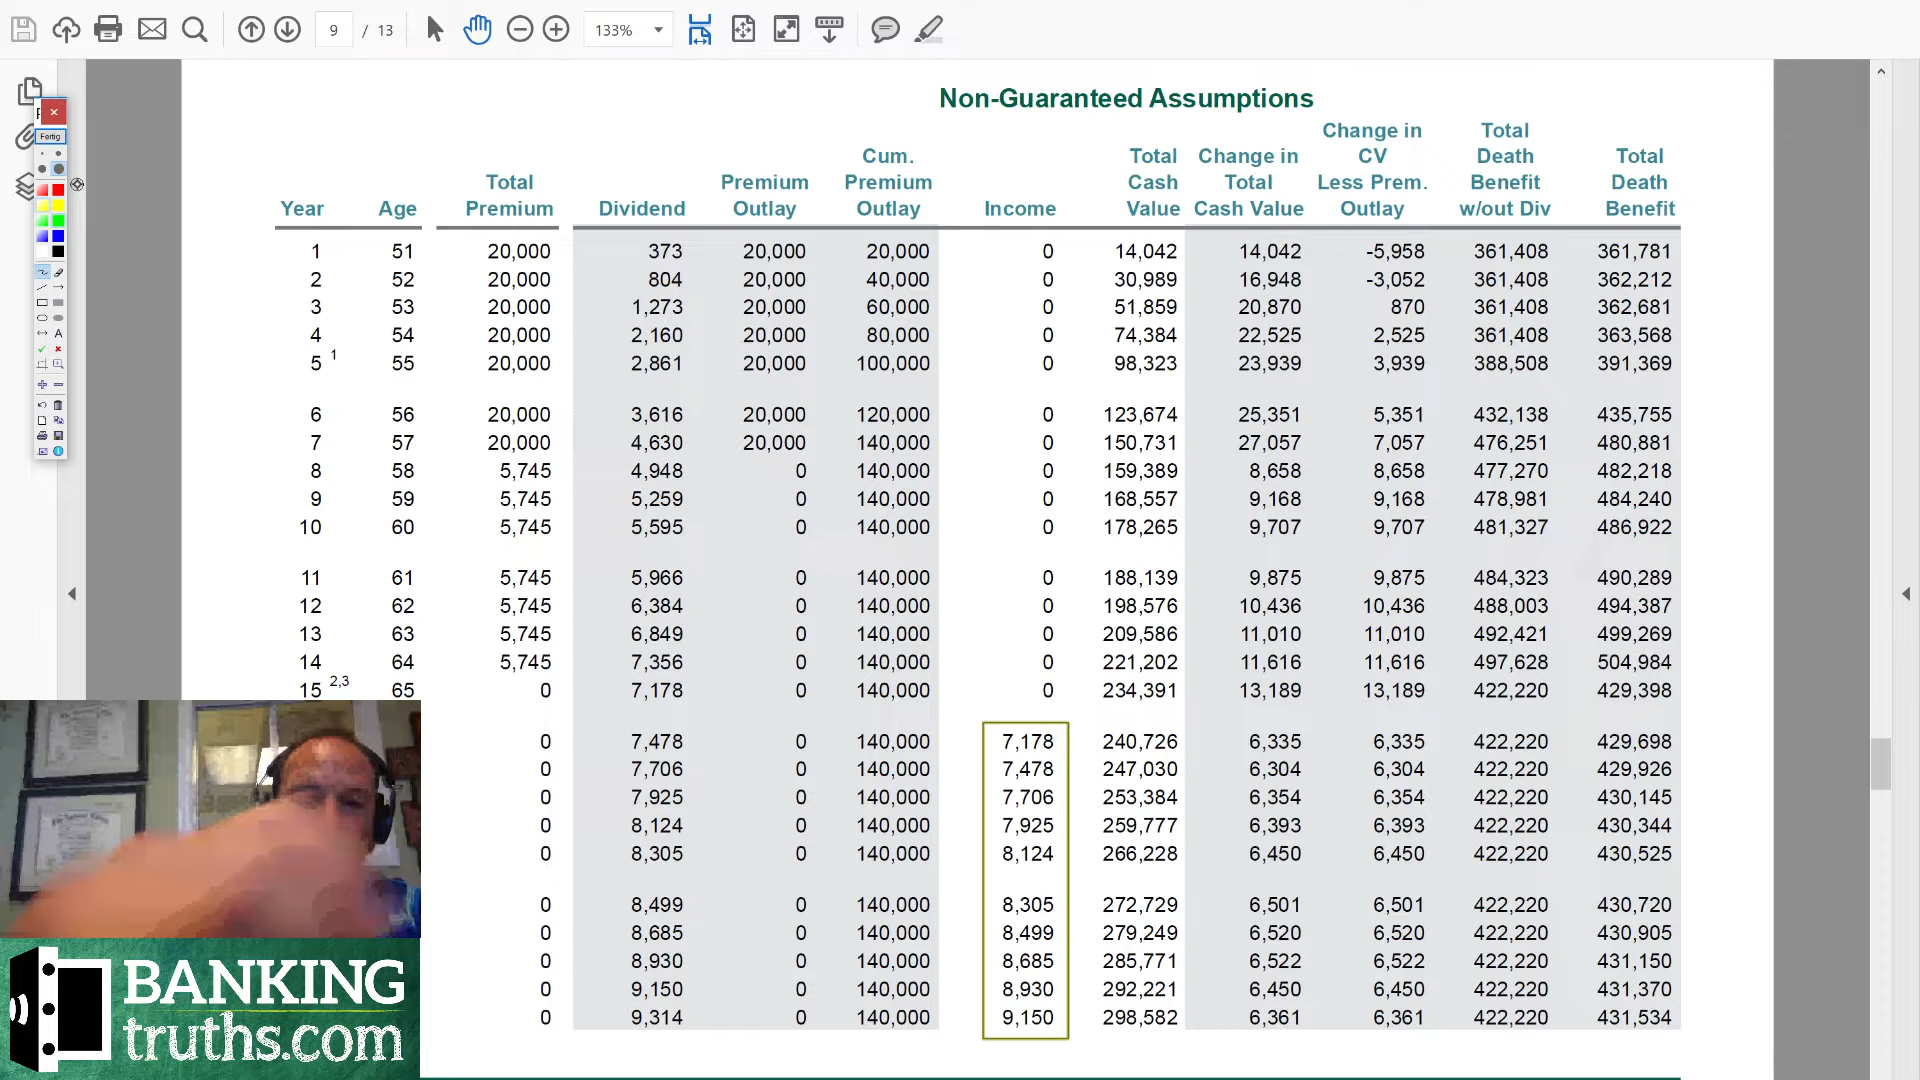 9 / 13 133%
Fertig
A
Non-Guaranteed Assumptions
Year Age Total Premium Dividend Premium Outlay Cum. Premium Outlay Income Total Cash Value Change in Total Cash Value Change in CV Less Prem. Outlay Total Death Benefit w/out Div Total Death Benefit
1 51 20,000 373 20,000 20,000 0 14,042 14,042 -5,958 361,408 361,781
2 52 20,000 804 20,000 40,000 0 30,989 16,948 -3,052 361,408 362,212
3 53 20,000 1,273 20,000 60,000 0 51,859 20,870 870 361,408 362,681
4 54 20,000 2,160 20,000 80,000 0 74,384 22,525 2,525 361,408 363,568
5 1 55 20,000 2,861 20,000 100,000 0 98,323 23,939 3,939 388,508 391,369
6 56 20,000 3,616 20,000 120,000 0 123,674 25,351 5,351 432,138 435,755
7 57 20,000 4,630 20,000 140,000 0 150,731 27,057 7,057 476,251 480,881
8 58 5,745 4,948 0 140,000 0 159,389 8,658 8,658 477,270 482,218
9 59 5,745 5,259 0 140,000 0 168,557 9,168 9,168 478,981 484,240
10 60 5,745 5,595 0 140,000 0 178,265 9,707 9,707 481,327 486,922
11 61 5,745 5,966 0 140,000 0 188,139 9,875 9,875 484,323 490,289
12 62 5,745 6,384 0 140,000 0 198,576 10,436 10,436 488,003 494,387
13 63 5,745 6,849 0 140,000 0 209,586 11,010 11,010 492,421 499,269
14 64 5,745 7,356 0 140,000 0 221,202 11,616 11,616 497,628 504,984
15 2,3 65 0 7,178 0 140,000 0 234,391 13,189 13,189 422,220 429,398
0 7,478 0 140,000 7,178 240,726 6,335 6,335 422,220 429,698
0 7,706 0 140,000 7,478 247,030 6,304 6,304 422,220 429,926
0 7,925 0 140,000 7,706 253,384 6,354 6,354 422,220 430,145
0 8,124 0 140,000 7,925 259,777 6,393 6,393 422,220 430,344
0 8,305 0 140,000 8,124 266,228 6,450 6,450 422,220 430,525
0 8,499 0 140,000 8,305 272,729 6,501 6,501 422,220 430,720
0 8,685 0 140,000 8,499 279,249 6,520 6,520 422,220 430,905
0 8,930 0 140,000 8,685 285,771 6,522 6,522 422,220 431,150
0 9,150 0 140,000 8,930 292,221 6,450 6,450 422,220 431,370
0 9,314 0 140,000 9,150 298,582 6,361 6,361 422,220 431,534
BANKING
truths.com